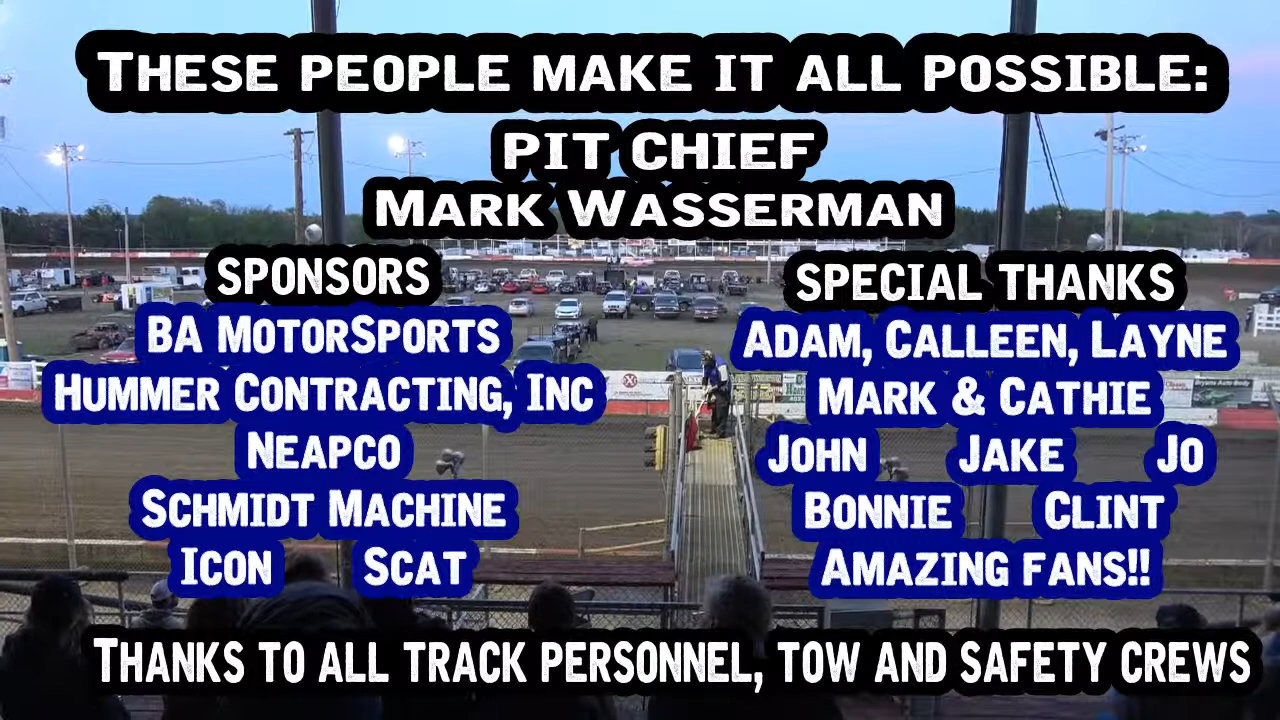 These people make it all possible:
PIT CHIEF
Mark Wasserman
SPONSORS
BA MotorSports
Hummer Contracting, Inc
Neapco
Schmidt Machine
Icon Scat
SPECIAL THANKS
Adam, Calleen, Layne
Mark & Cathie
John Jake Jo
Bonnie Clint
Amazing fans!!
Thanks to all track personnel, tow and safety crews